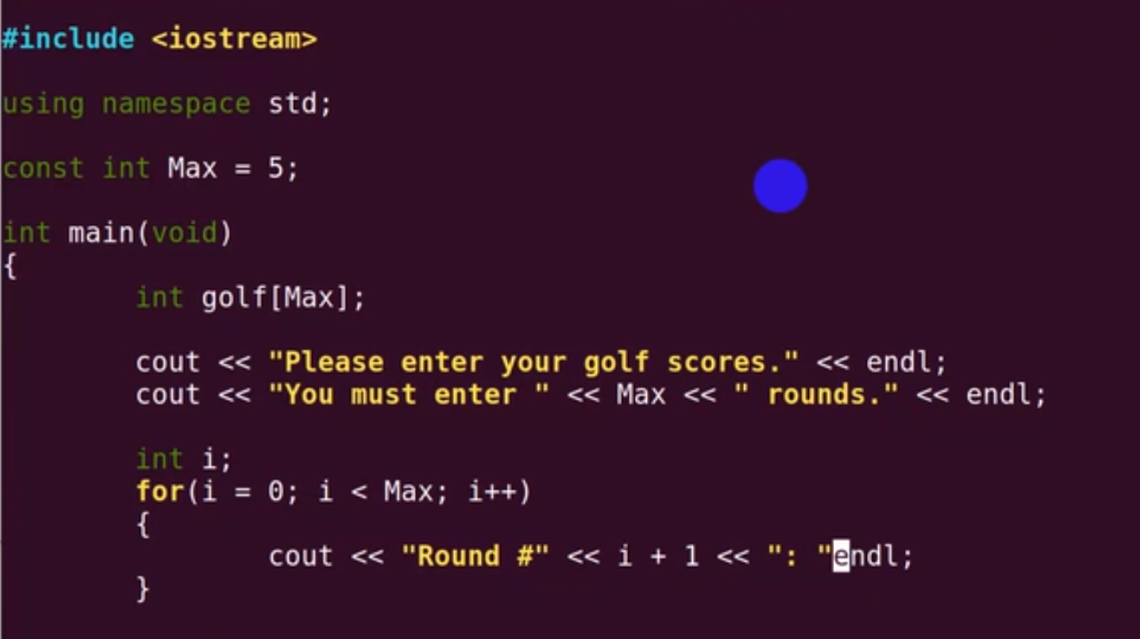 #include <iostream>
using namespace std;
const int Max = 5;
int main(void)
{
int golf[Max];
cout << "Please enter your golf scores." << endl;
cout << "You must enter " << Max << " rounds." << endl;
int i;
for(i = 0; i < Max; i++)
{
cout << "Round #" << i + 1 << ": "endl;
}